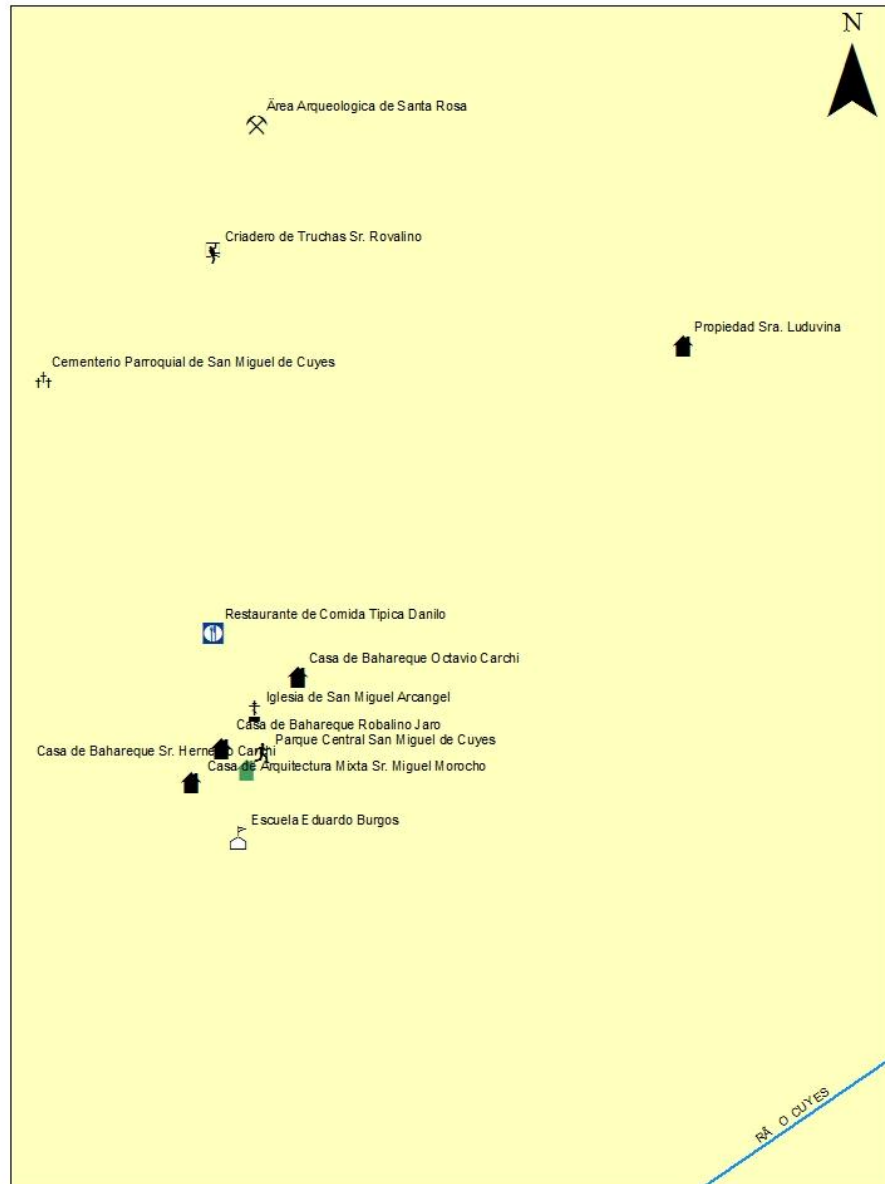 N
Ärea Arqueologica de Santa Rosa
Criadero de Truchas Sr. Rovalino
Propiedad Sra. Luduvina
Cementerio Parroquial de San Miguel de Cuyes
Restaurante de Comida Tipica Danilo
Casa de Bahareque Octavio Carchi
Iglesia de San Miguel Arcangel
Casa de Bahareque Robalino Jaro
Parque Central San Miguel de Cuyes
Casa de Bahareque Sr. Carchi
Casa de Arquitectura Mixta Sr. Miguel Morocho
Escuela Eduardo Burgos
RÃ O CUYES